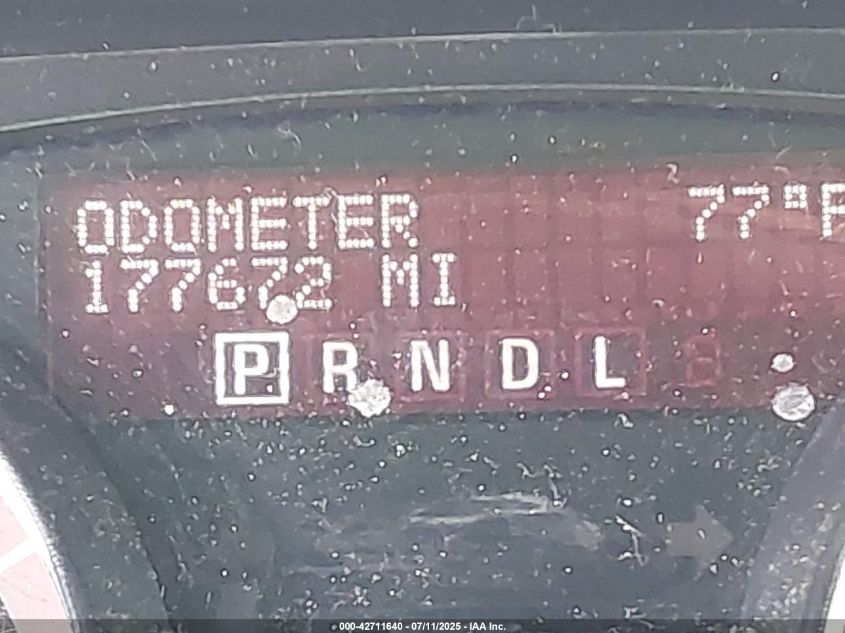 ODOMETER 77°F
177672 MI
P R N D L
000-42711640 - 07/11/2025 - IAA Inc.